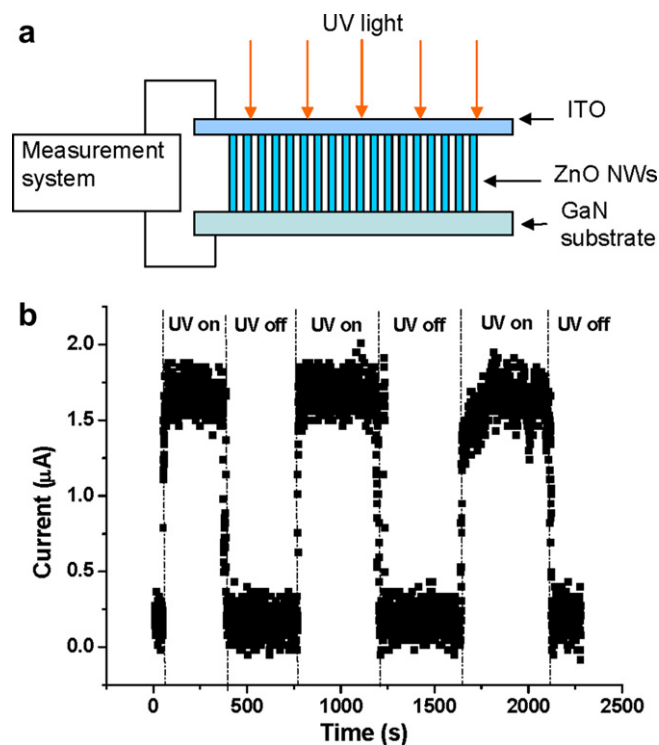 a
UV light
ITO
Measurement
system
ZnO NWs
GaN
substrate
b
UV on
UV off
UV on
UV off
UV on
UV off
2.0
1.5
1.0
0.5
0.0
Current (μA)
0
500
1000
1500
2000
2500
Time (s)